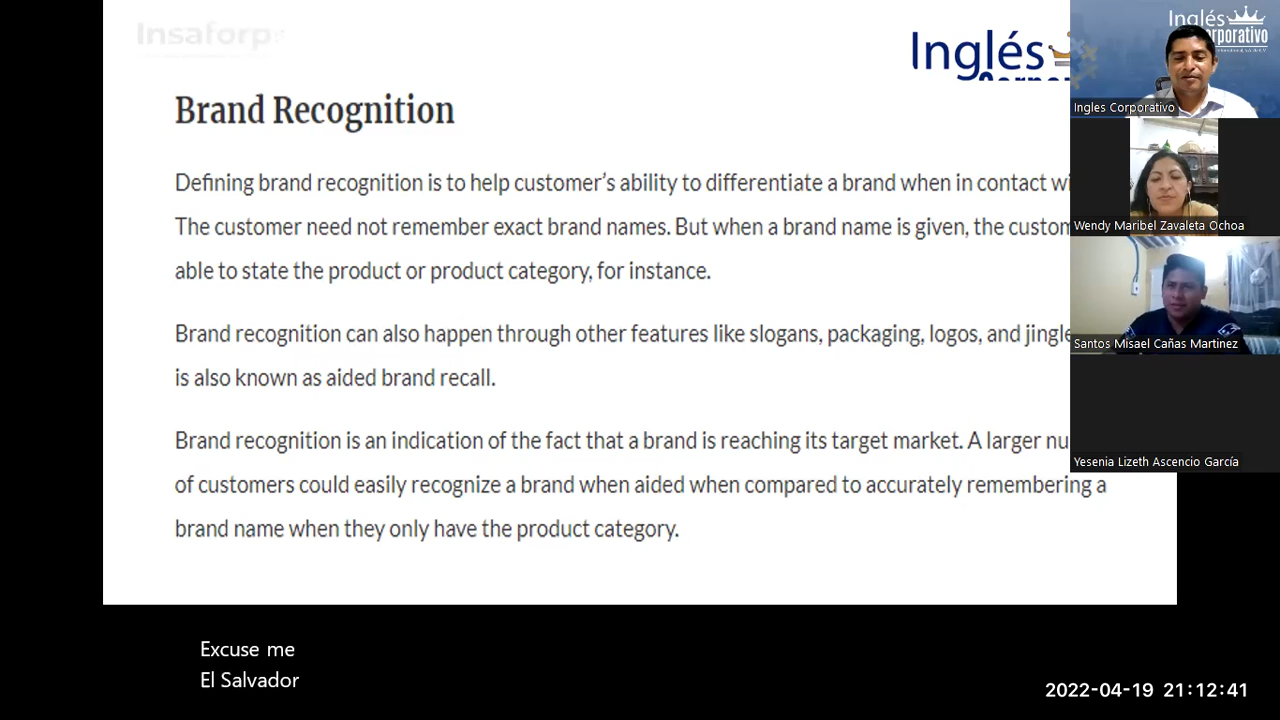 Insaforp
Inglés
Brand Recognition
Defining brand recognition is to help customer's ability to differentiate a brand when in contact
The customer need not remember exact brand names. But when a brand name is given, the
able to state the product or product category, for instance.
Brand recognition can also happen through other features like slogans, packaging, logos, and
is also known as aided brand recall.
Brand recognition is an indication of the fact that a brand is reaching its target market. A larger
of customers could easily recognize a brand when aided when compared to accurately remembering a
brand name when they only have the product category.
Inglés
Ingles Corporativo
Wendy Maribel Zavaleta Ochoa
Santos Misael Cañas Martinez
Yesenia Lizeth Ascencio García
Excuse me
El Salvador
2022-04-19 21:12:41